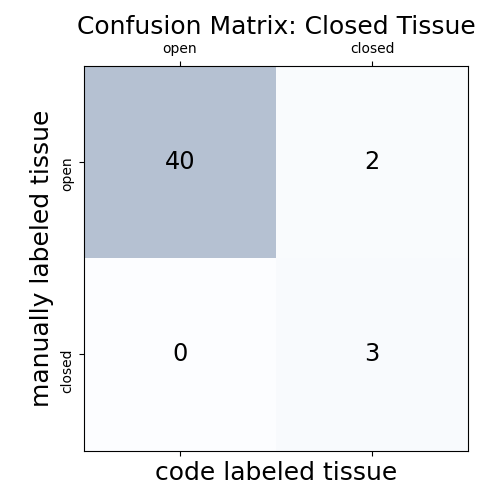 Confusion Matrix: Closed Tissue
open closed
manually labeled tissue
open
40 2
closed
0 3
code labeled tissue